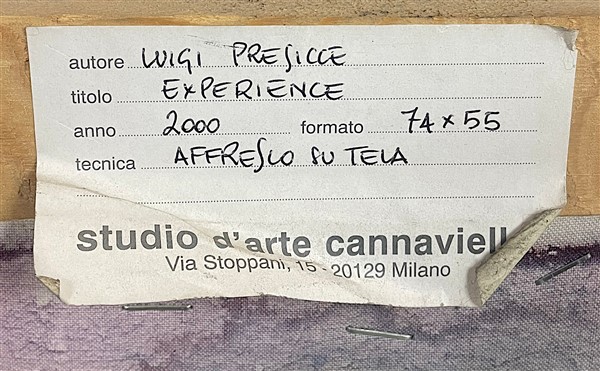 autore LUIGI PRESICCE
titolo EXPERIENCE
anno 2000 formato 74 x 55
tecnica AFFRESCO SU TELA
studio d'arte cannaviell
Via Stoppani, 15 - 20129 Milano